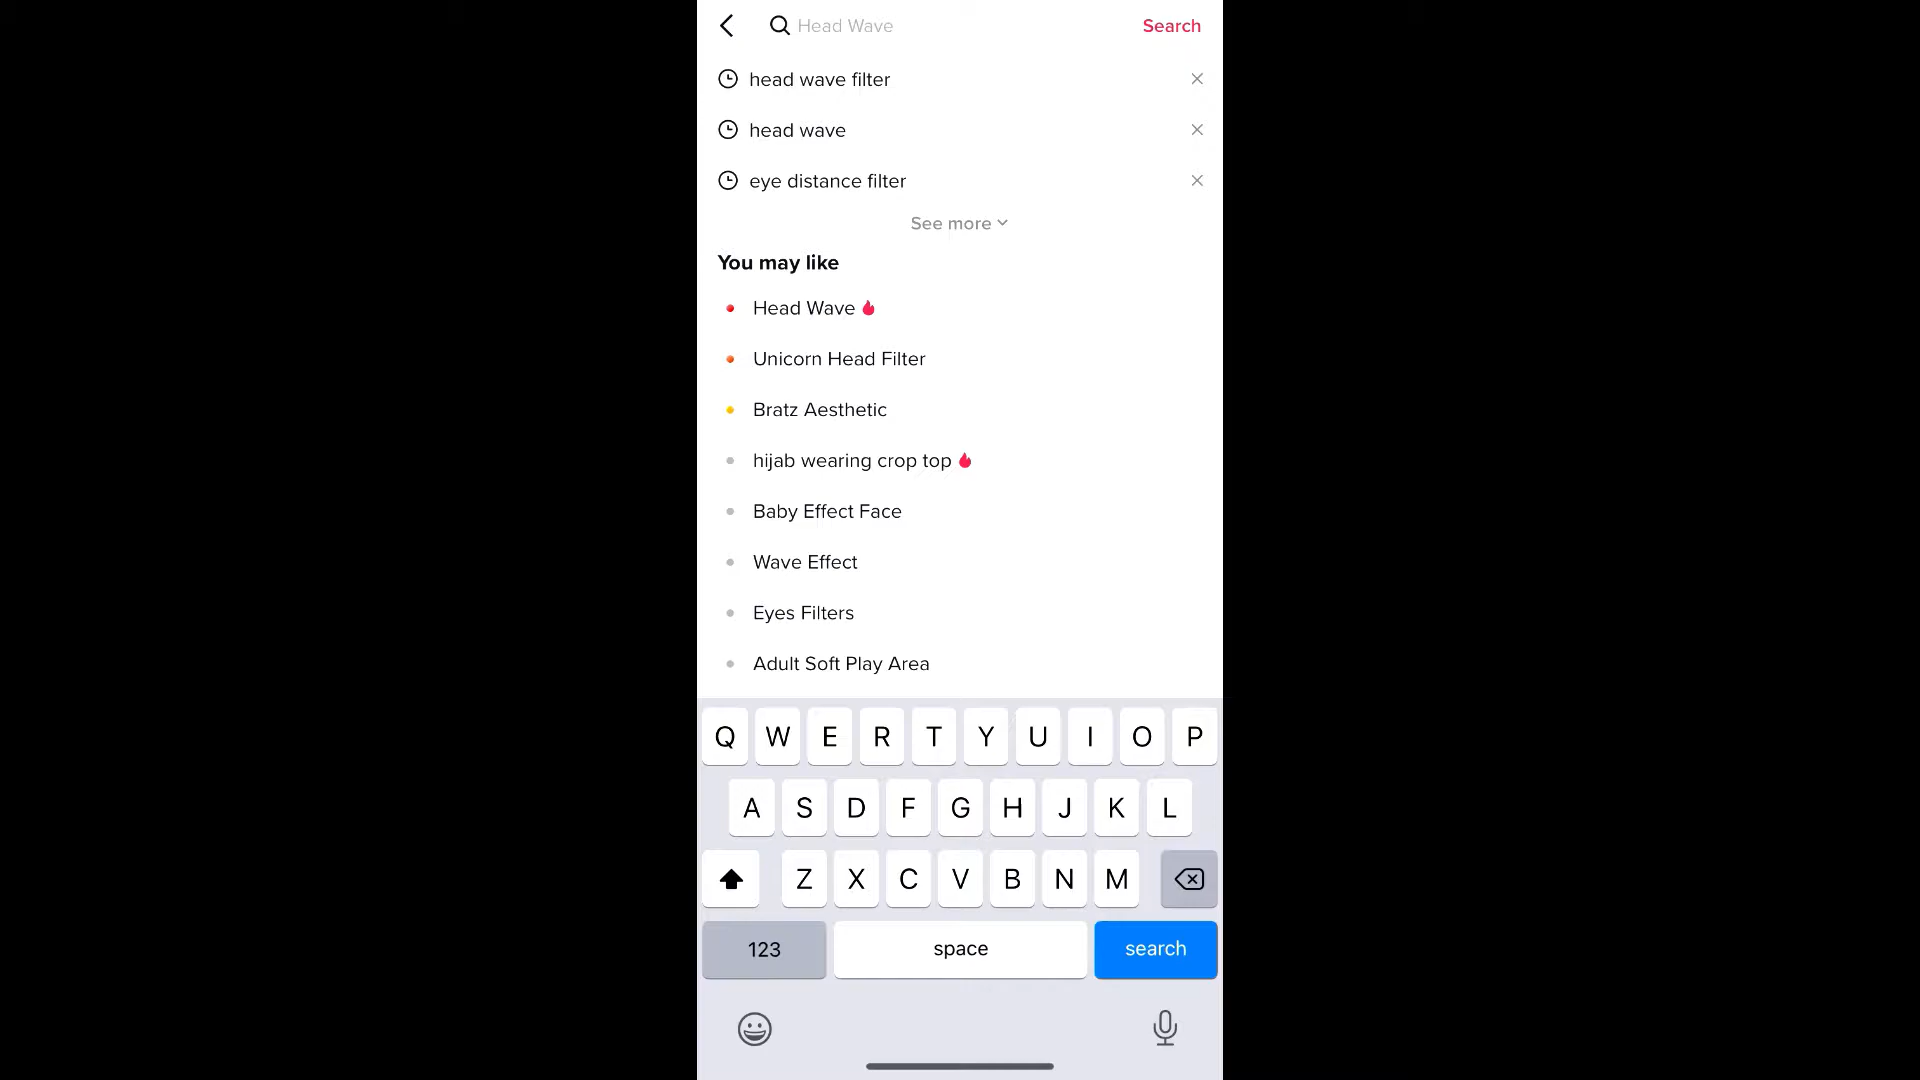 Head Wave Search
head wave filter
head wave
eye distance filter
See more
You may like
Head Wave
Unicorn Head Filter
Bratz Aesthetic
hijab wearing crop top
Baby Effect Face
Wave Effect
Eyes Filters
Adult Soft Play Area
Q W E R T Y U I O P
A S D F G H J K L
Z X C V B N M
123 space search